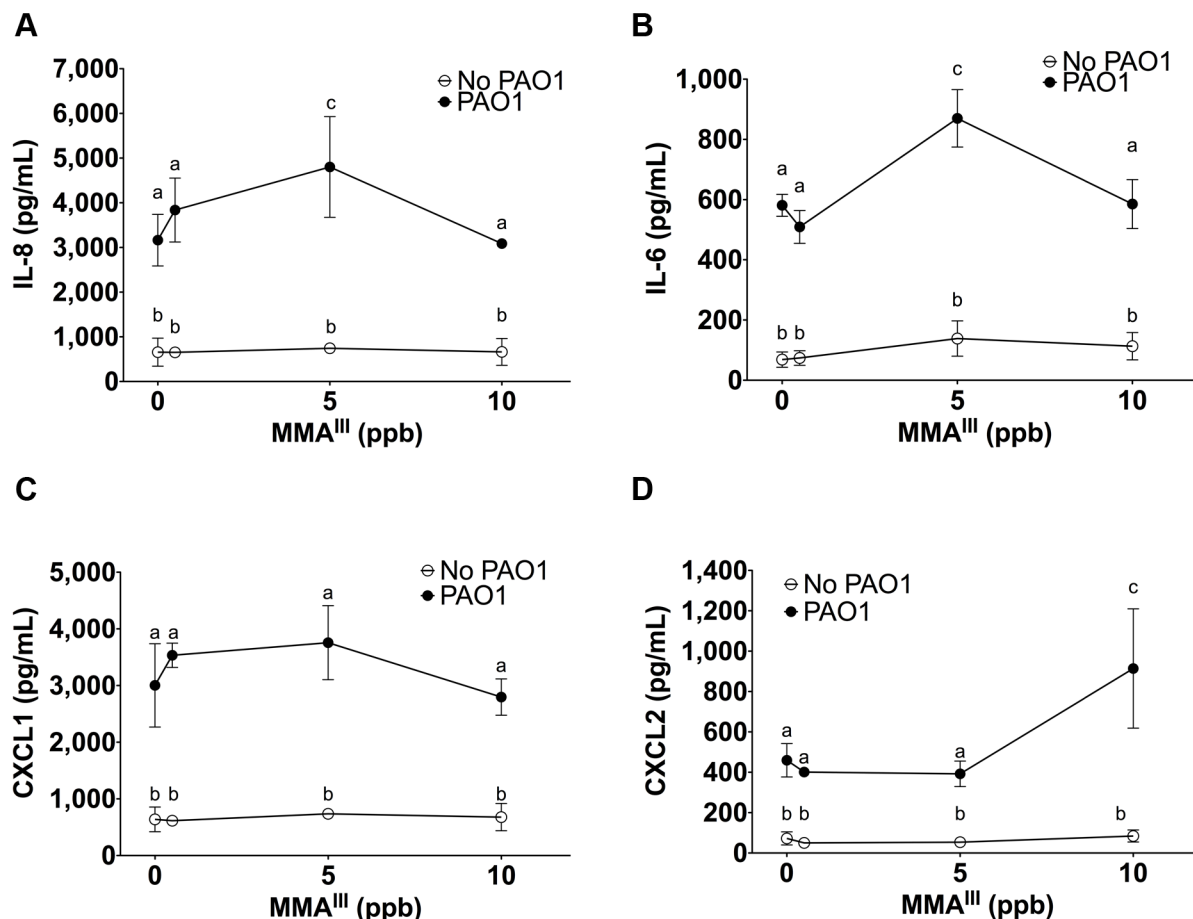 A
7,000
6,000
5,000
4,000
3,000
2,000
1,000
0
IL-8 (pg/mL)
No PAO1
PAO1
a
a
c
a
b
b
b
b
0
5
10
MMAIII (ppb)
B
1,000
800
600
400
200
0
IL-6 (pg/mL)
No PAO1
PAO1
a
a
c
a
b
b
b
b
0
5
10
MMAIII (ppb)
C
5,000
4,000
3,000
2,000
1,000
0
CXCL1 (pg/mL)
No PAO1
PAO1
a
a
a
a
b
b
b
b
0
5
10
MMAIII (ppb)
D
1,400
1,200
1,000
800
600
400
200
0
CXCL2 (pg/mL)
No PAO1
PAO1
a
a
a
c
b
b
b
b
0
5
10
MMAIII (ppb)